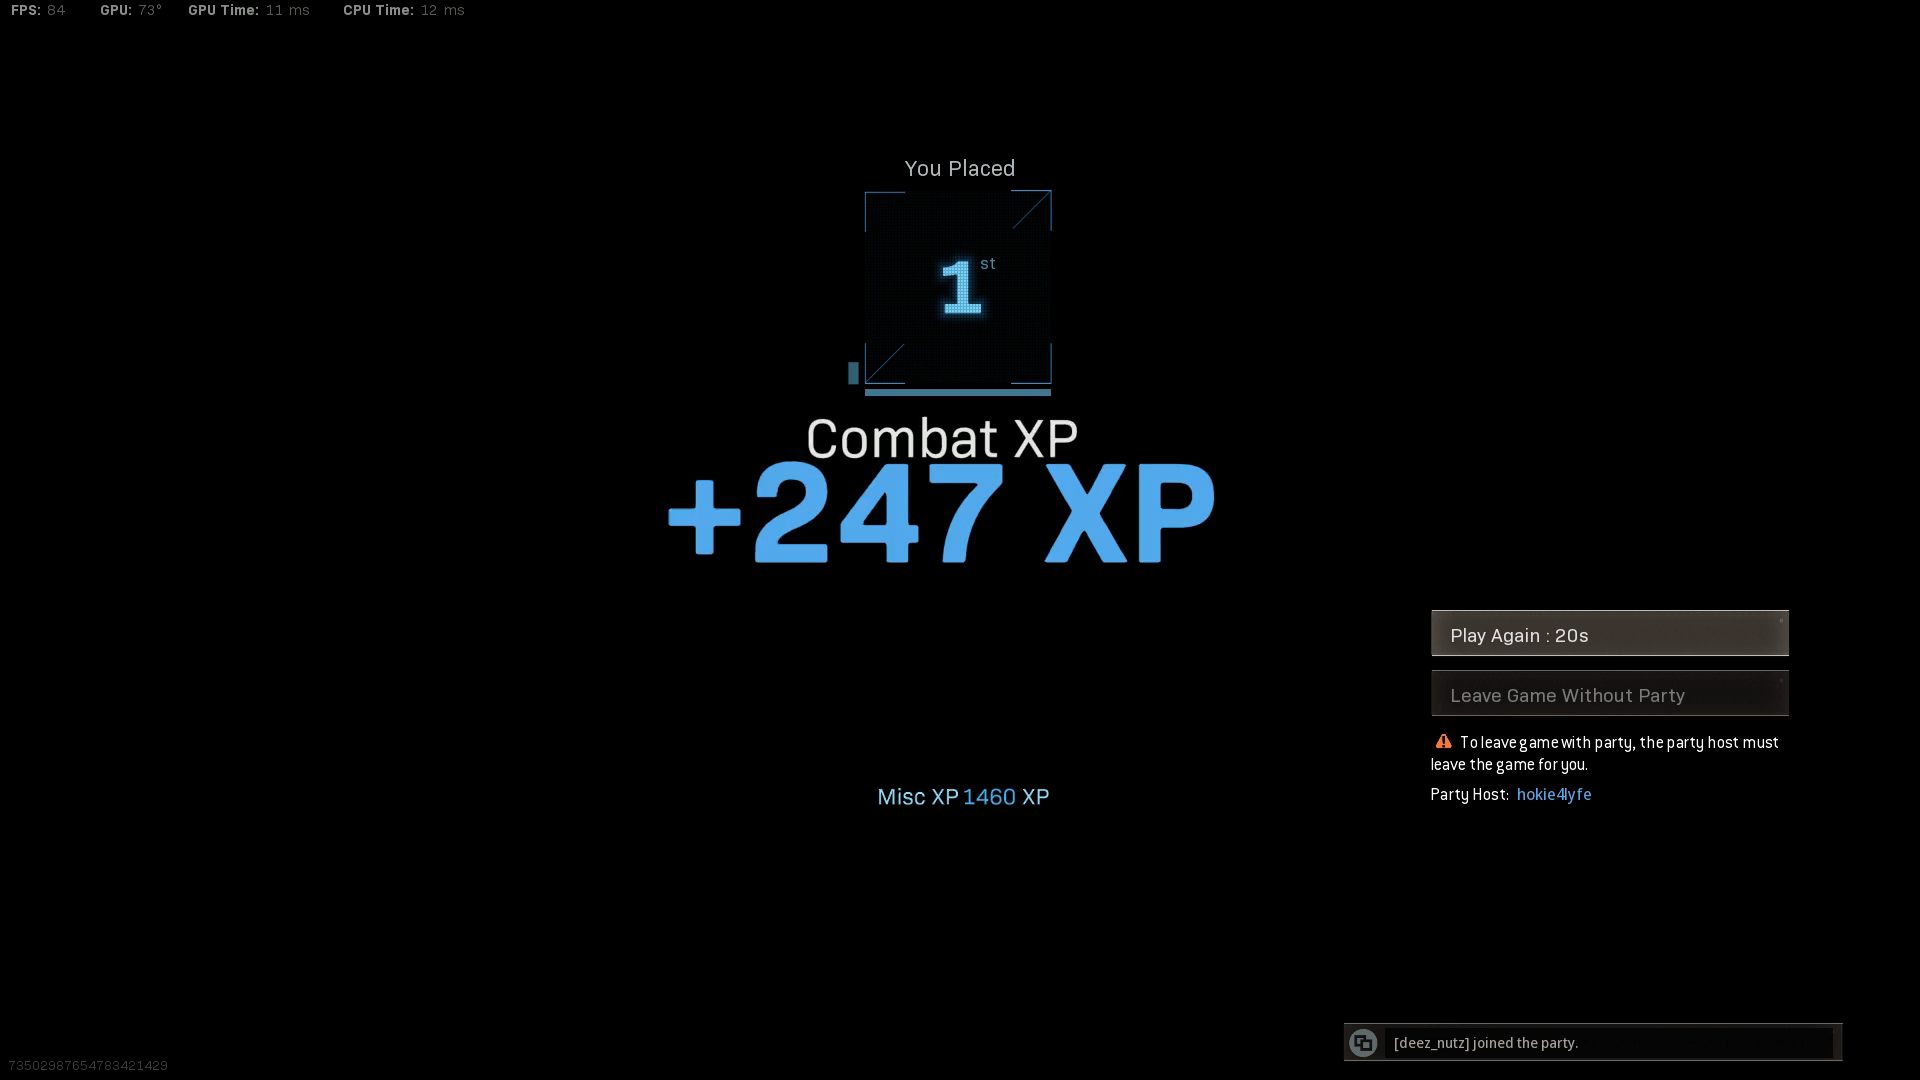 FPS: 84 GPU: 73° GPU Time: 11 ms CPU Time: 12 ms
You Placed
1st
Combat XP
+247 XP
Play Again : 20s
Leave Game Without Party
To leave game with party, the party host must
leave the game for you.
Party Host: hokie4lyfe
Misc XP 1460 XP
[deez_nutz] joined the party.
73502987654783421429